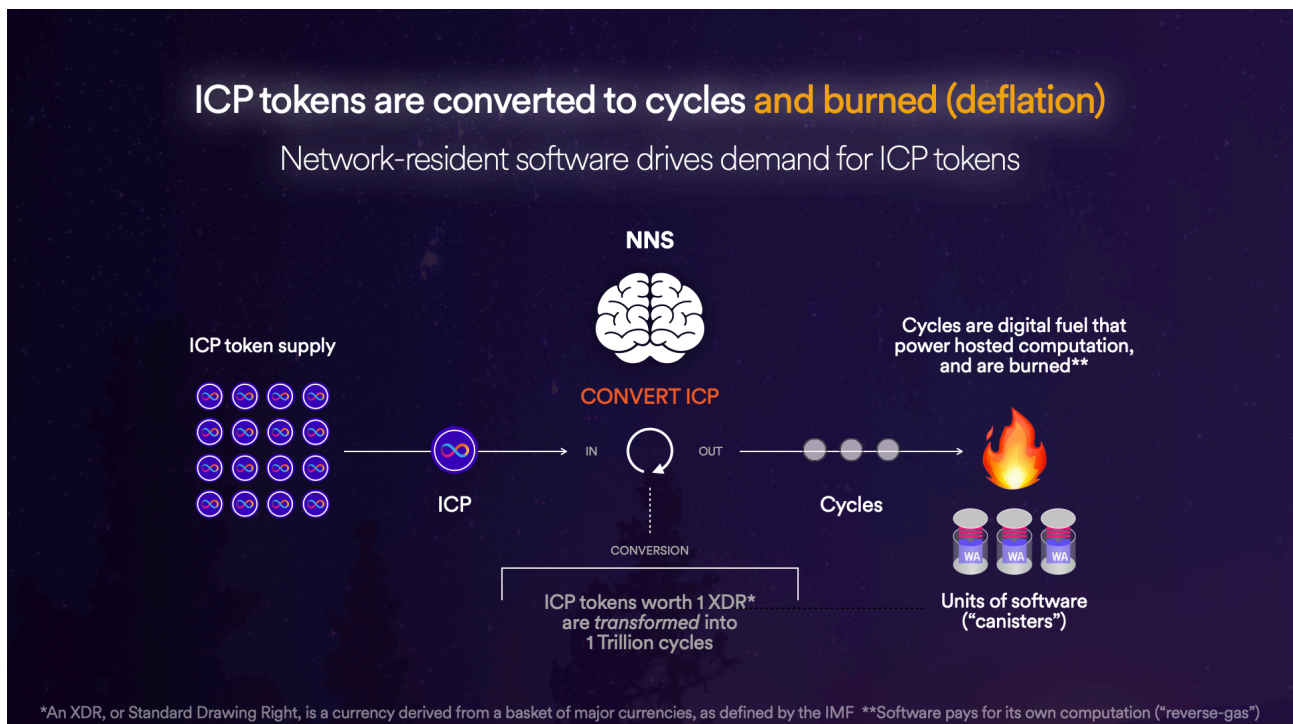 ICP tokens are converted to cycles and burned (deflation)
Network-resident software drives demand for ICP tokens
NNS
ICP token supply
CONVERT ICP
IN
OUT
ICP
Cycles
Cycles are digital fuel that
power hosted computation,
and are burned**
WA WA WA
Units of software
(“canisters”)
CONVERSION
ICP tokens worth 1 XDR*
are transformed into
1 Trillion cycles
*An XDR, or Standard Drawing Right, is a currency derived from a basket of major currencies, as defined by the IMF **Software pays for its own computation (“reverse-gas”)